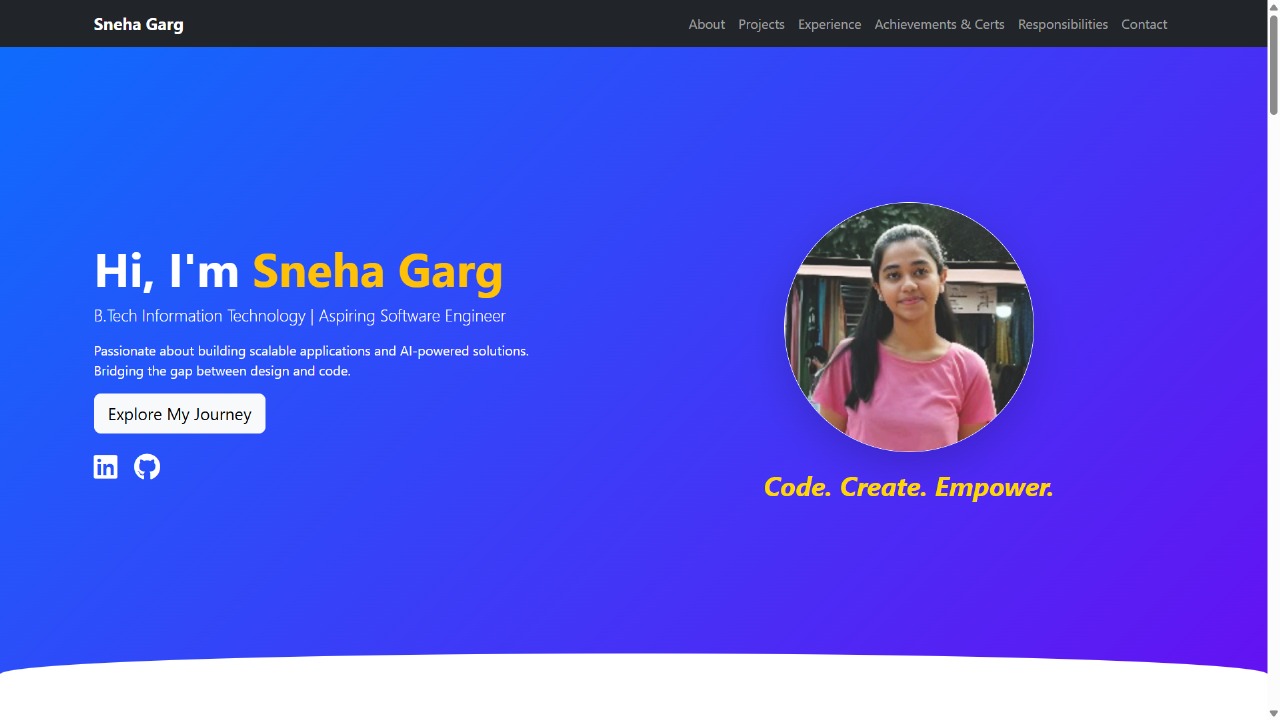 Sneha Garg
About Projects Experience Achievements & Certs Responsibilities Contact
Hi, I'm Sneha Garg
B.Tech Information Technology | Aspiring Software Engineer
Passionate about building scalable applications and AI-powered solutions.
Bridging the gap between design and code.
Explore My Journey
in
Code. Create. Empower.